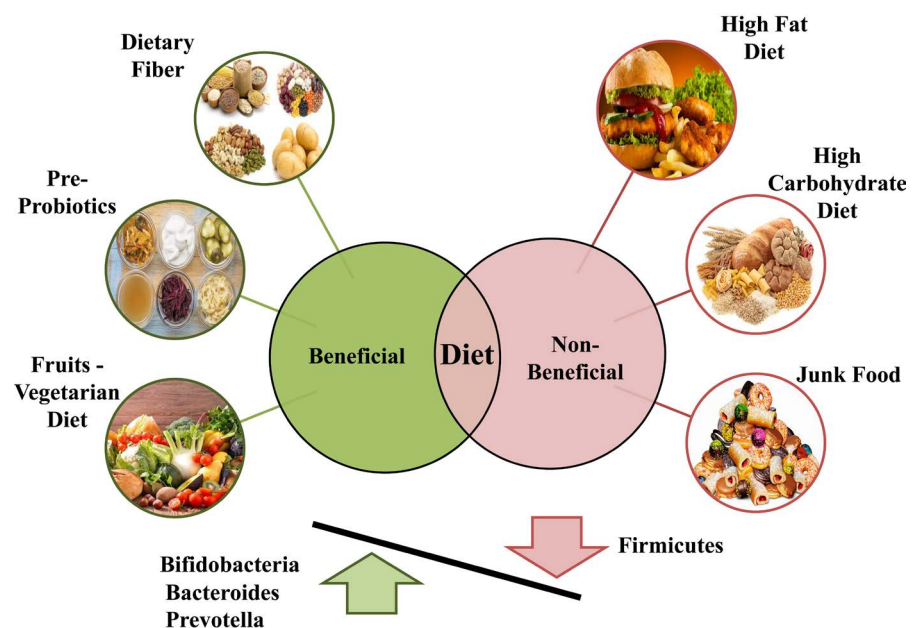 Dietary
Fiber
High Fat
Diet
Pre-
Probiotics
High
Carbohydrate
Diet
Beneficial
Diet
Non-
Beneficial
Fruits -
Vegetarian
Diet
Junk Food
Firmicutes
Bifidobacteria
Bacteroides
Prevotella